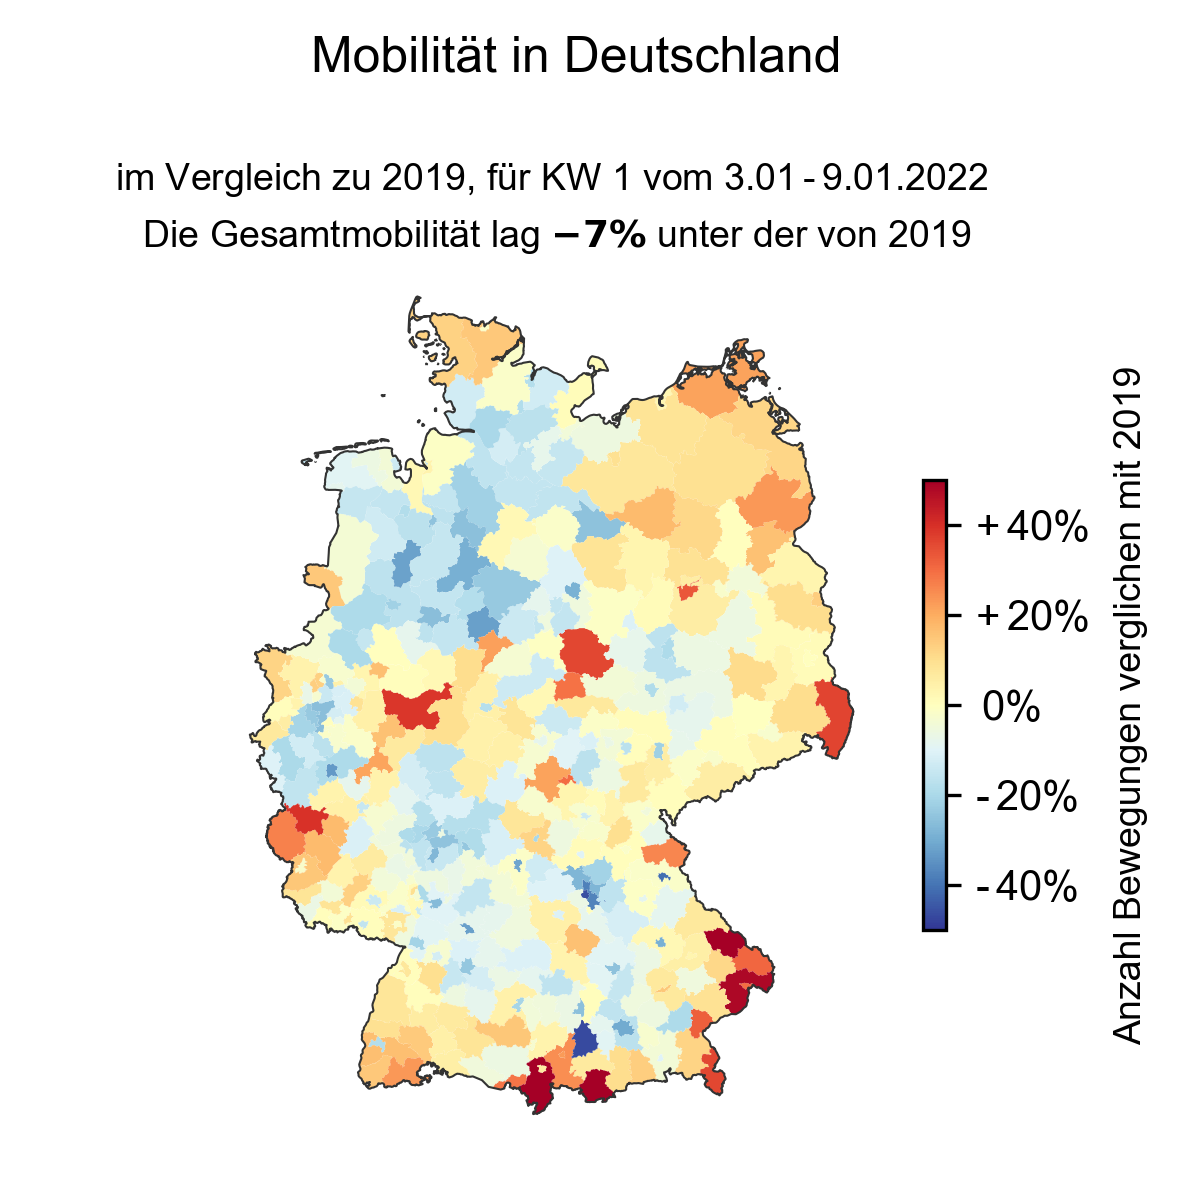 Mobilität in Deutschland
im Vergleich zu 2019, für KW 1 vom 3.01 - 9.01.2022
Die Gesamtmobilität lag −7% unter der von 2019
+40%
+20%
0%
-20%
-40%
Anzahl Bewegungen verglichen mit 2019